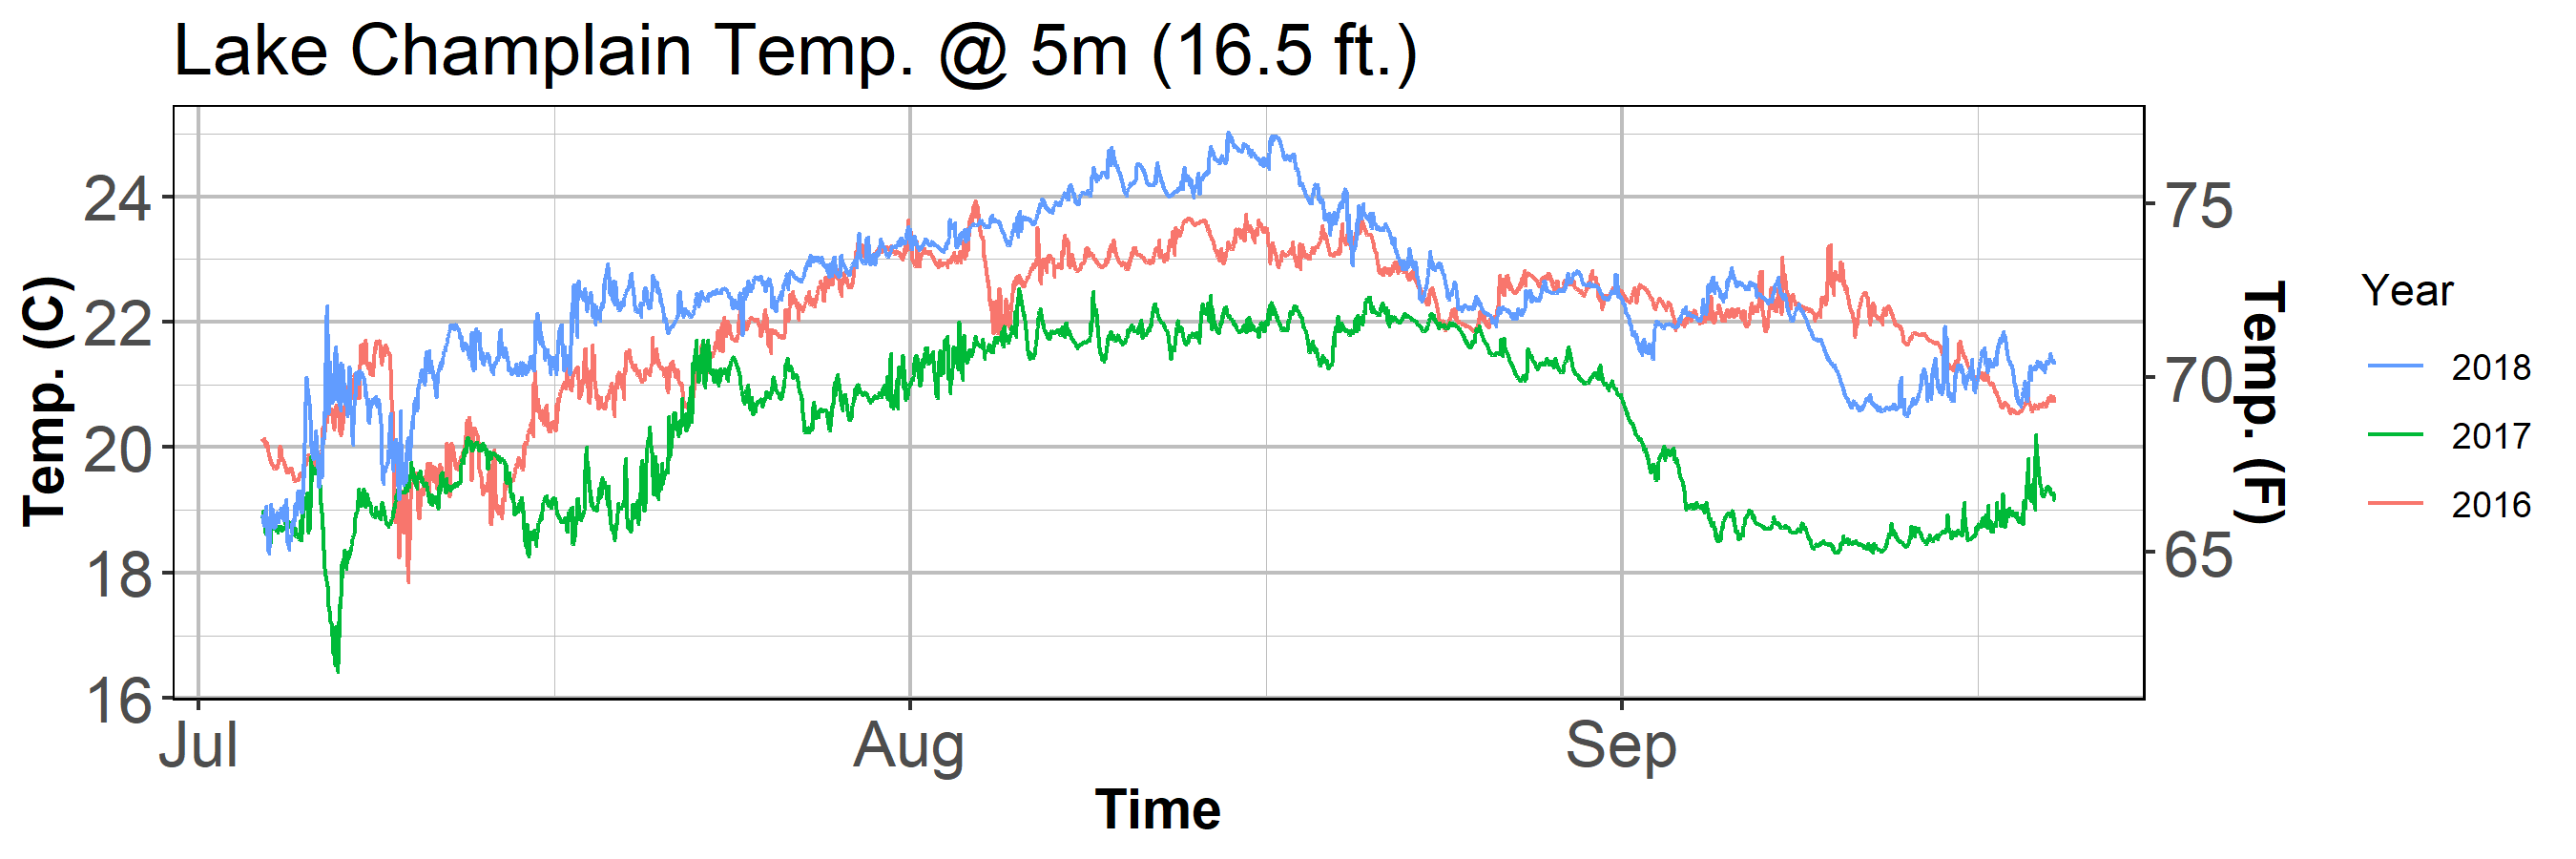 Lake Champlain Temp. @ 5m (16.5 ft.)
Temp. (C)
24
22
20
18
16
Jul
Aug
Sep
Time
75
70
65
Temp. (F)
Year
2018
2017
2016